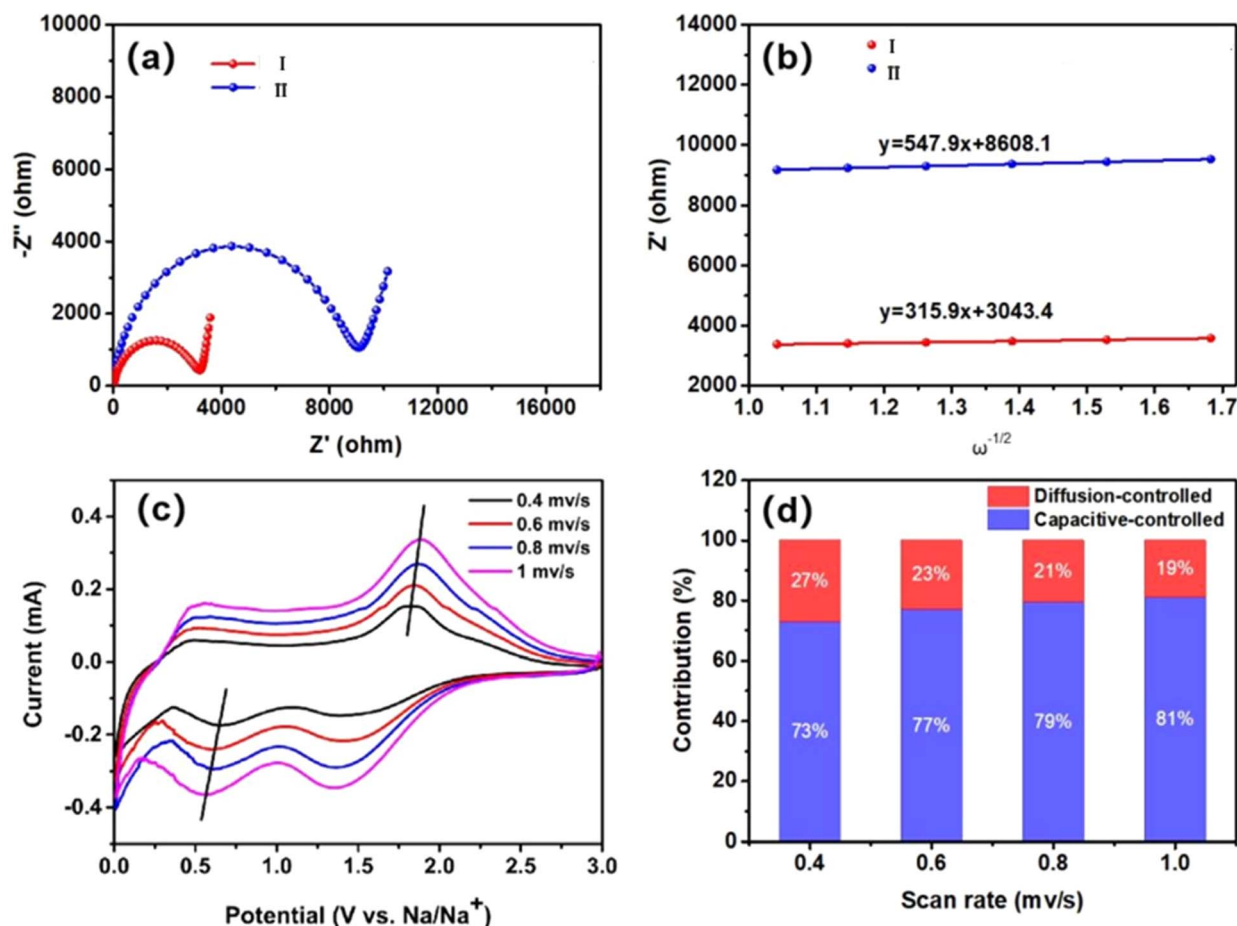 (a)
I
II
10000
8000
6000
4000
2000
0
-Z'' (ohm)
0
4000
8000
12000
16000
Z' (ohm)
(b)
I
II
y=547.9x+8608.1
y=315.9x+3043.4
14000
12000
10000
8000
6000
4000
2000
Z' (ohm)
1.0
1.1
1.2
1.3
1.4
1.5
1.6
1.7
ω-1/2
(c)
0.4 mv/s
0.6 mv/s
0.8 mv/s
1 mv/s
0.4
0.2
0.0
-0.2
-0.4
Current (mA)
0.0
0.5
1.0
1.5
2.0
2.5
3.0
Potential (V vs. Na/Na+)
(d)
Diffusion-controlled
Capacitive-controlled
120
100
80
60
40
20
0
Contribution (%)
27%
23%
21%
19%
73%
77%
79%
81%
0.4
0.6
0.8
1.0
Scan rate (mv/s)